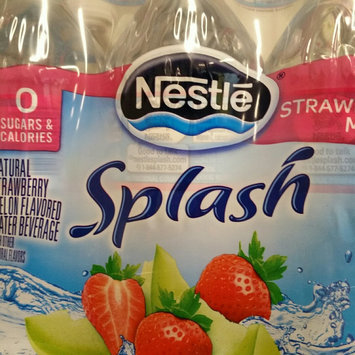 Nestlé
0
SUGARS &
CALORIES
STRAW
M
NATURAL
STRAWBERRY
MELON FLAVORED
WATER BEVERAGE
Splash